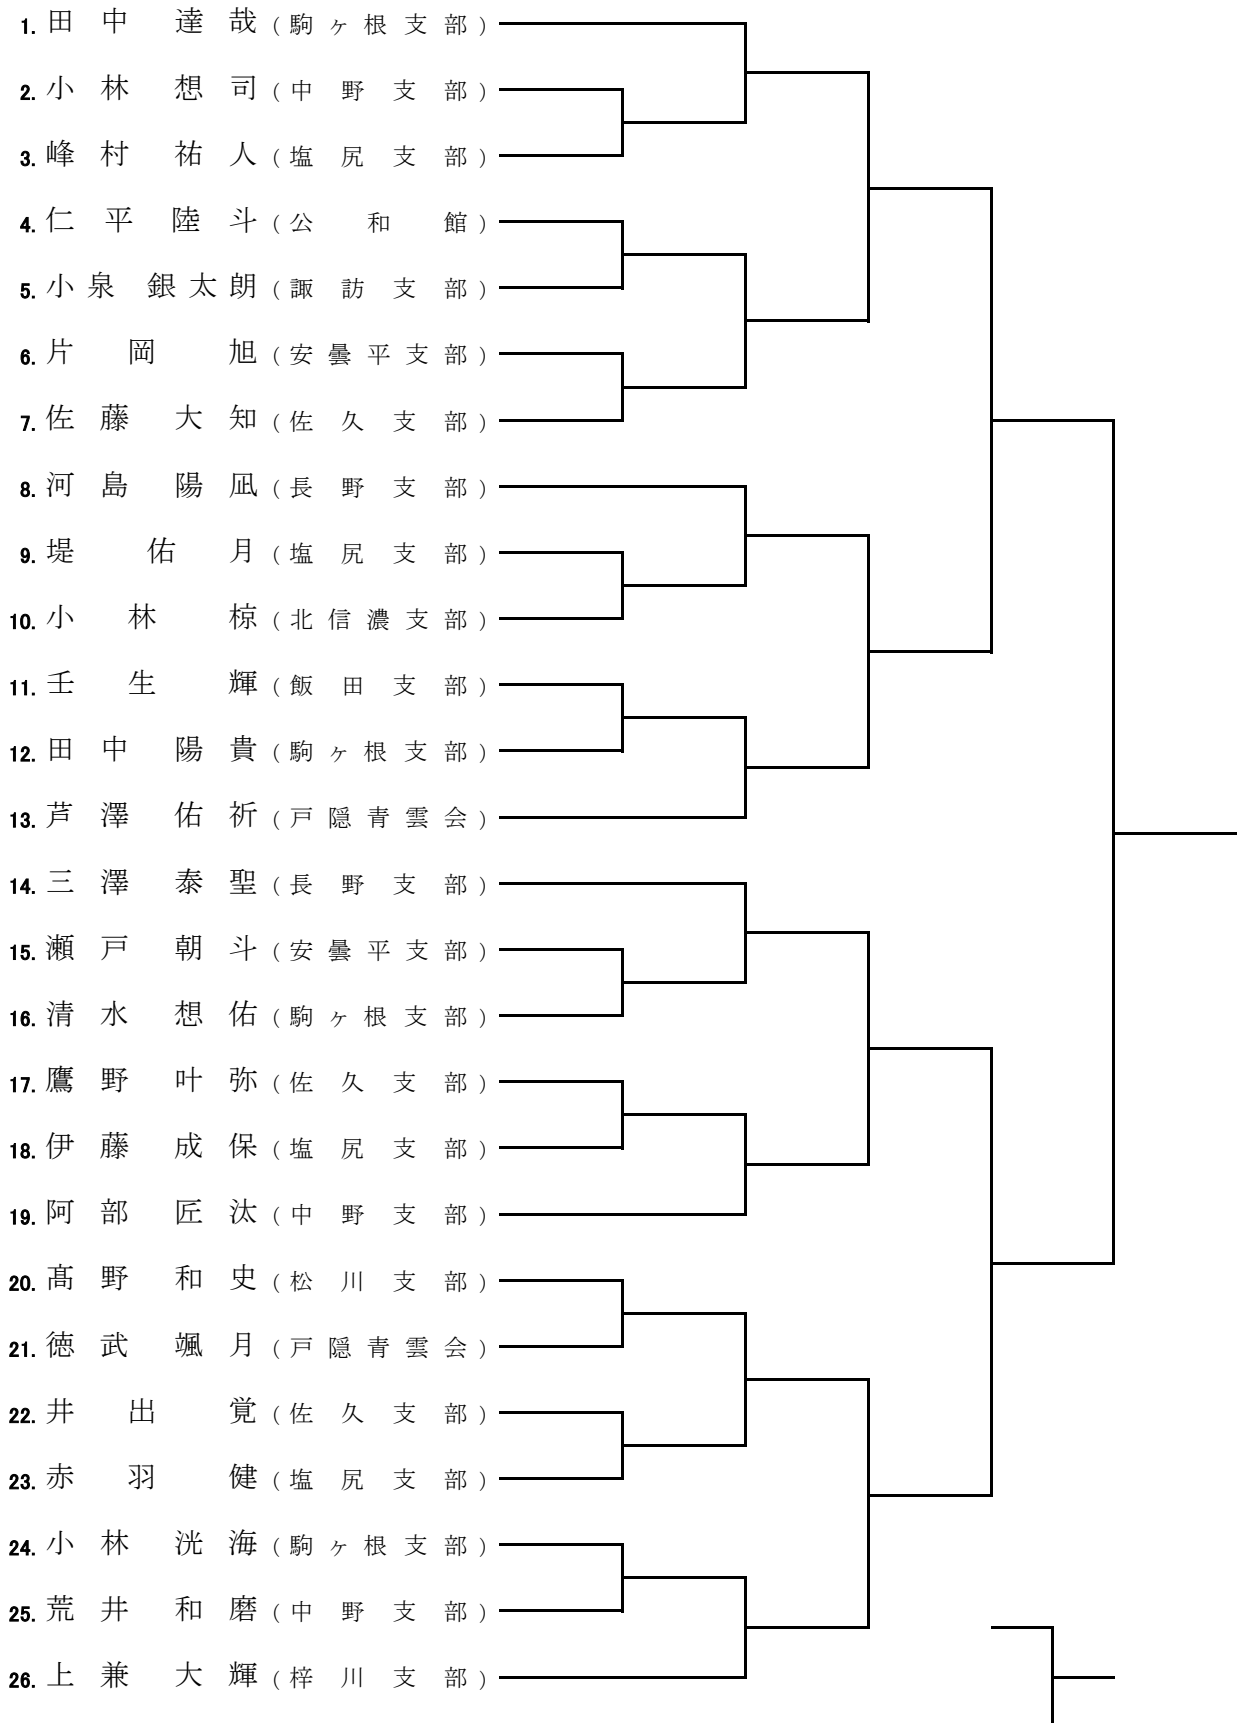 1. 田中 達哉 (駒ヶ根支部)
2. 小林 想司 (中野支部)
3. 峰村 祐人 (塩尻支部)
4. 仁平 陸斗 (公和館)
5. 小泉 銀太朗 (諏訪支部)
6. 片岡 旭 (安曇平支部)
7. 佐藤 大知 (佐久支部)
8. 河島 陽凪 (長野支部)
9. 堤 佑月 (塩尻支部)
10. 小林 椋 (北信濃支部)
11. 壬生 輝 (飯田支部)
12. 田中 陽貴 (駒ヶ根支部)
13. 芦澤 佑祈 (戸隠青雲会)
14. 三澤 泰聖 (長野支部)
15. 瀬戸 朝斗 (安曇平支部)
16. 清水 想佑 (駒ヶ根支部)
17. 鷹野 叶弥 (佐久支部)
18. 伊藤 成保 (塩尻支部)
19. 阿部 匠汰 (中野支部)
20. 髙野 和史 (松川支部)
21. 徳武 颯月 (戸隠青雲会)
22. 井出 覚 (佐久支部)
23. 赤羽 健 (塩尻支部)
24. 小林 洸海 (駒ヶ根支部)
25. 荒井 和磨 (中野支部)
26. 上兼 大輝 (梓川支部)